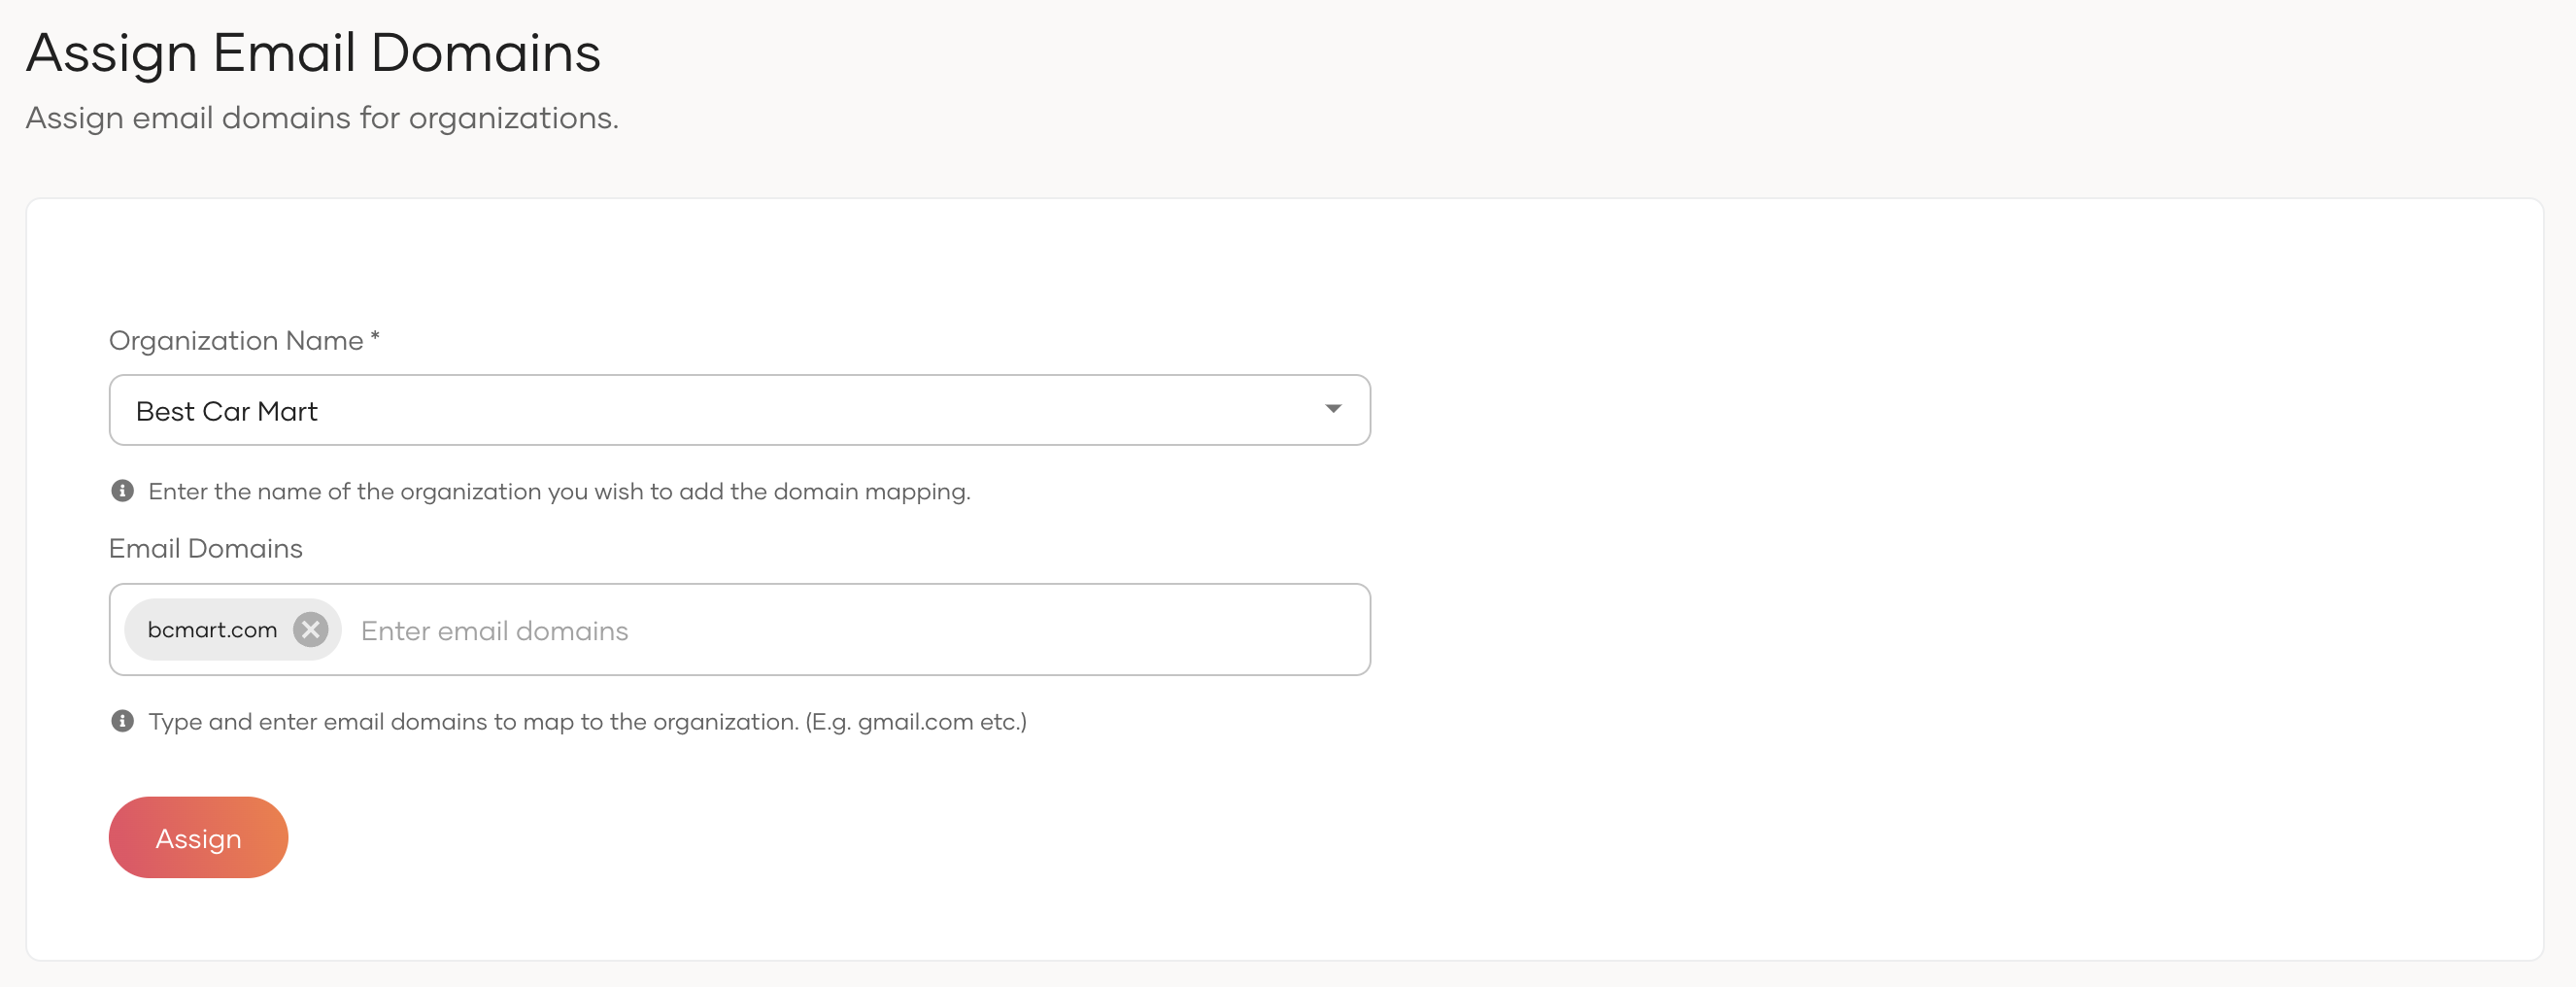 Assign Email Domains
Assign email domains for organizations.
Organization Name *
Best Car Mart
Enter the name of the organization you wish to add the domain mapping.
Email Domains
bcmart.com Enter email domains
Type and enter email domains to map to the organization. (E.g. gmail.com etc.)
Assign